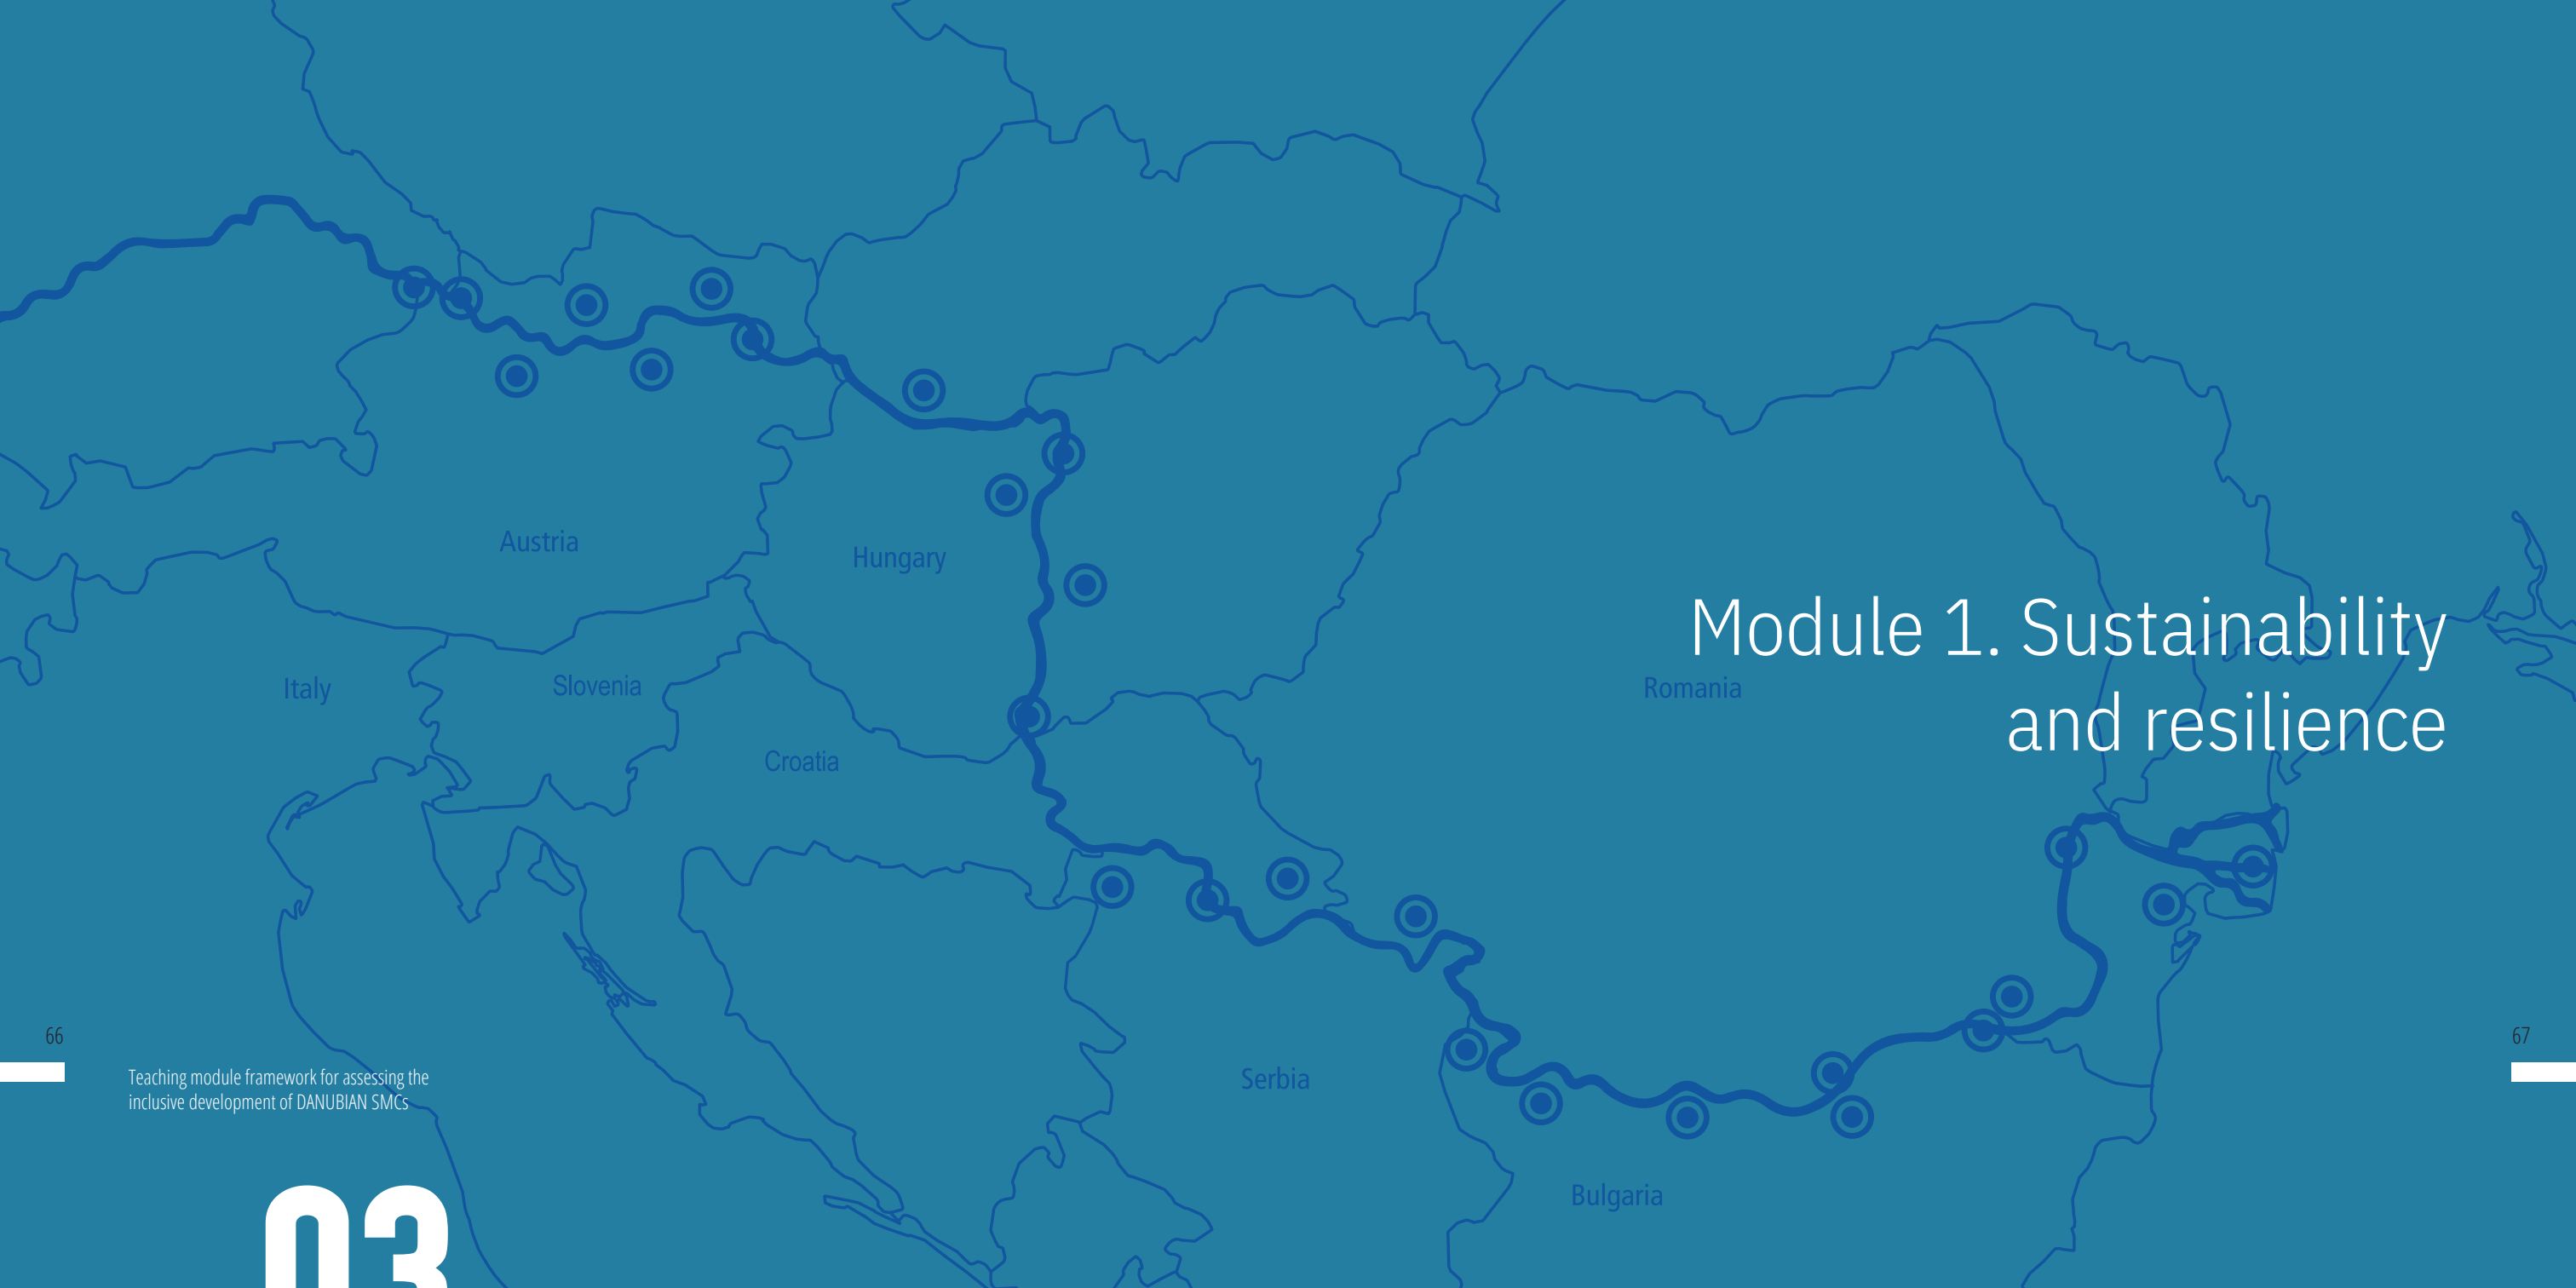 Austria
Hungary
Module 1. Sustainability
and resilience
Italy
Slovenia
Romania
Croatia
66
67
Teaching module framework for assessing the
inclusive development of DANUBIAN SMCs
Serbia
Bulgaria
03